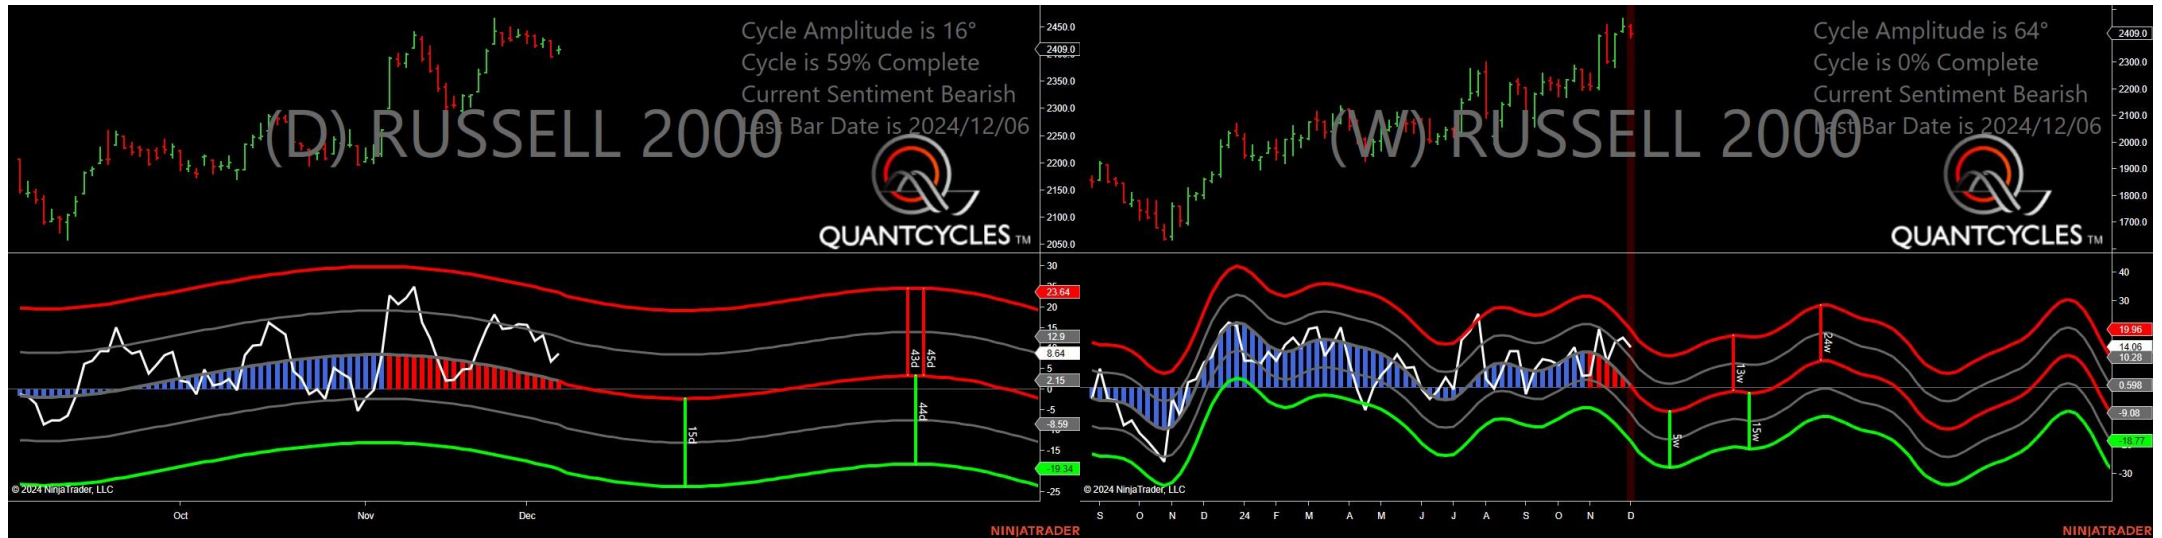 Cycle Amplitude is 16°
Cycle is 59% Complete
Current Sentiment Bearish
Last Bar Date is 2024/12/06
(D) RUSSELL 2000
QUANTCYCLES TM
2450.0
2409.0
2350.0
2300.0
2250.0
2200.0
2150.0
2100.0
2050.0
30
23.64
20
15
12.9
8.64
5
2.15
-5
-8.59
-15
-19.34
-25
43d
45d
44d
15d
© 2024 NinjaTrader, LLC
Oct
Nov
Dec
NINJATRADER
Cycle Amplitude is 64°
Cycle is 0% Complete
Current Sentiment Bearish
Last Bar Date is 2024/12/06
(W) RUSSELL 2000
QUANTCYCLES TM
2409.0
2300.0
2200.0
2100.0
2000.0
1900.0
1800.0
1700.0
40
30
19.96
14.06
10.28
0.598
-9.08
-18.77
-30
13w
24w
5w
15w
© 2024 NinjaTrader, LLC
S O N D 24 F M A M J J A S O N D
NINJATRADER